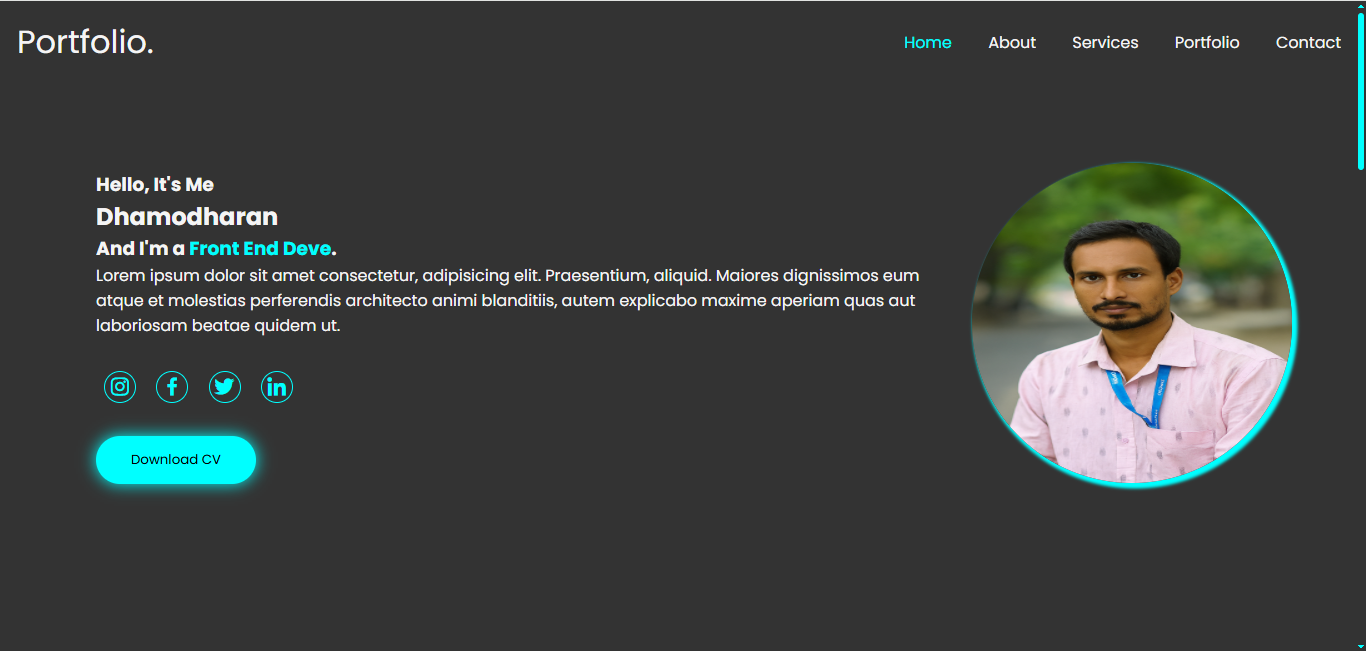 Portfolio.
Home About Services Portfolio Contact
Hello, It's Me
Dhamodharan
And I'm a Front End Deve.
Lorem ipsum dolor sit amet consectetur, adipisicing elit. Praesentium, aliquid. Maiores dignissimos eum
atque et molestias perferendis architecto animi blanditiis, autem explicabo maxime aperiam quas aut
laboriosam beatae quidem ut.
Download CV